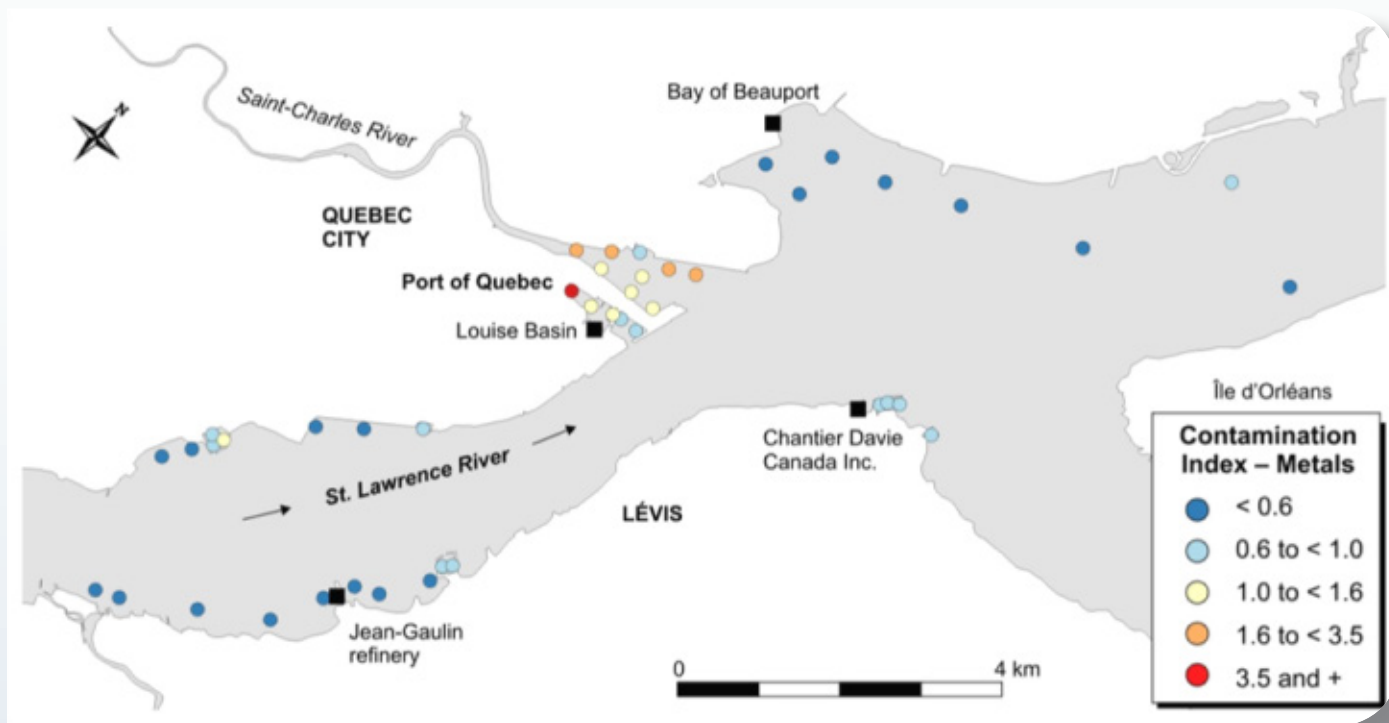 N
Saint-Charles River
Bay of Beauport
QUEBEC
CITY
Port of Quebec
Louise Basin
Île d'Orléans
Chantier Davie
Canada Inc.
St. Lawrence River
LÉVIS
Jean-Gaulin
refinery
0 4 km
Contamination
Index – Metals
< 0.6
0.6 to < 1.0
1.0 to < 1.6
1.6 to < 3.5
3.5 and +